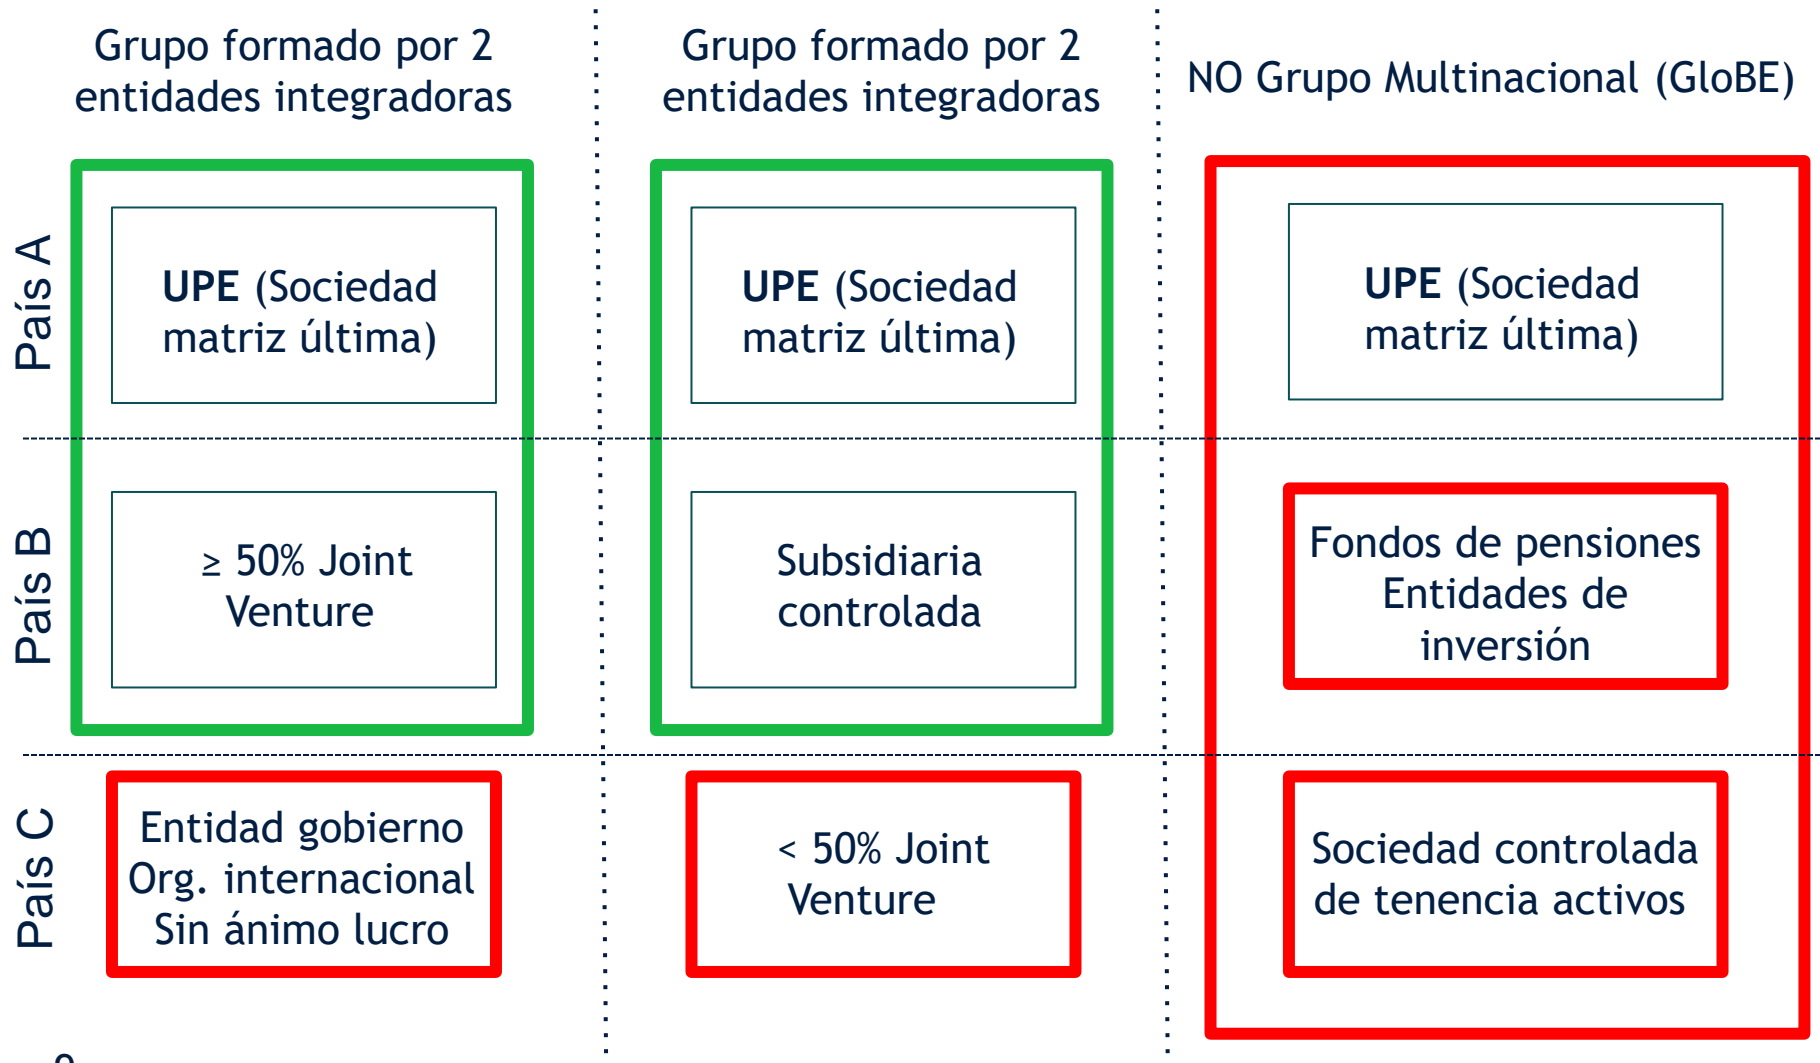 Grupo formado por 2
entidades integradoras
Grupo formado por 2
entidades integradoras
NO Grupo Multinacional (GloBE)
País A
UPE (Sociedad
matriz última)
UPE (Sociedad
matriz última)
UPE (Sociedad
matriz última)
País B
≥ 50% Joint
Venture
Subsidiaria
controlada
Fondos de pensiones
Entidades de
inversión
País C
Entidad gobierno
Org. internacional
Sin ánimo lucro
< 50% Joint
Venture
Sociedad controlada
de tenencia activos